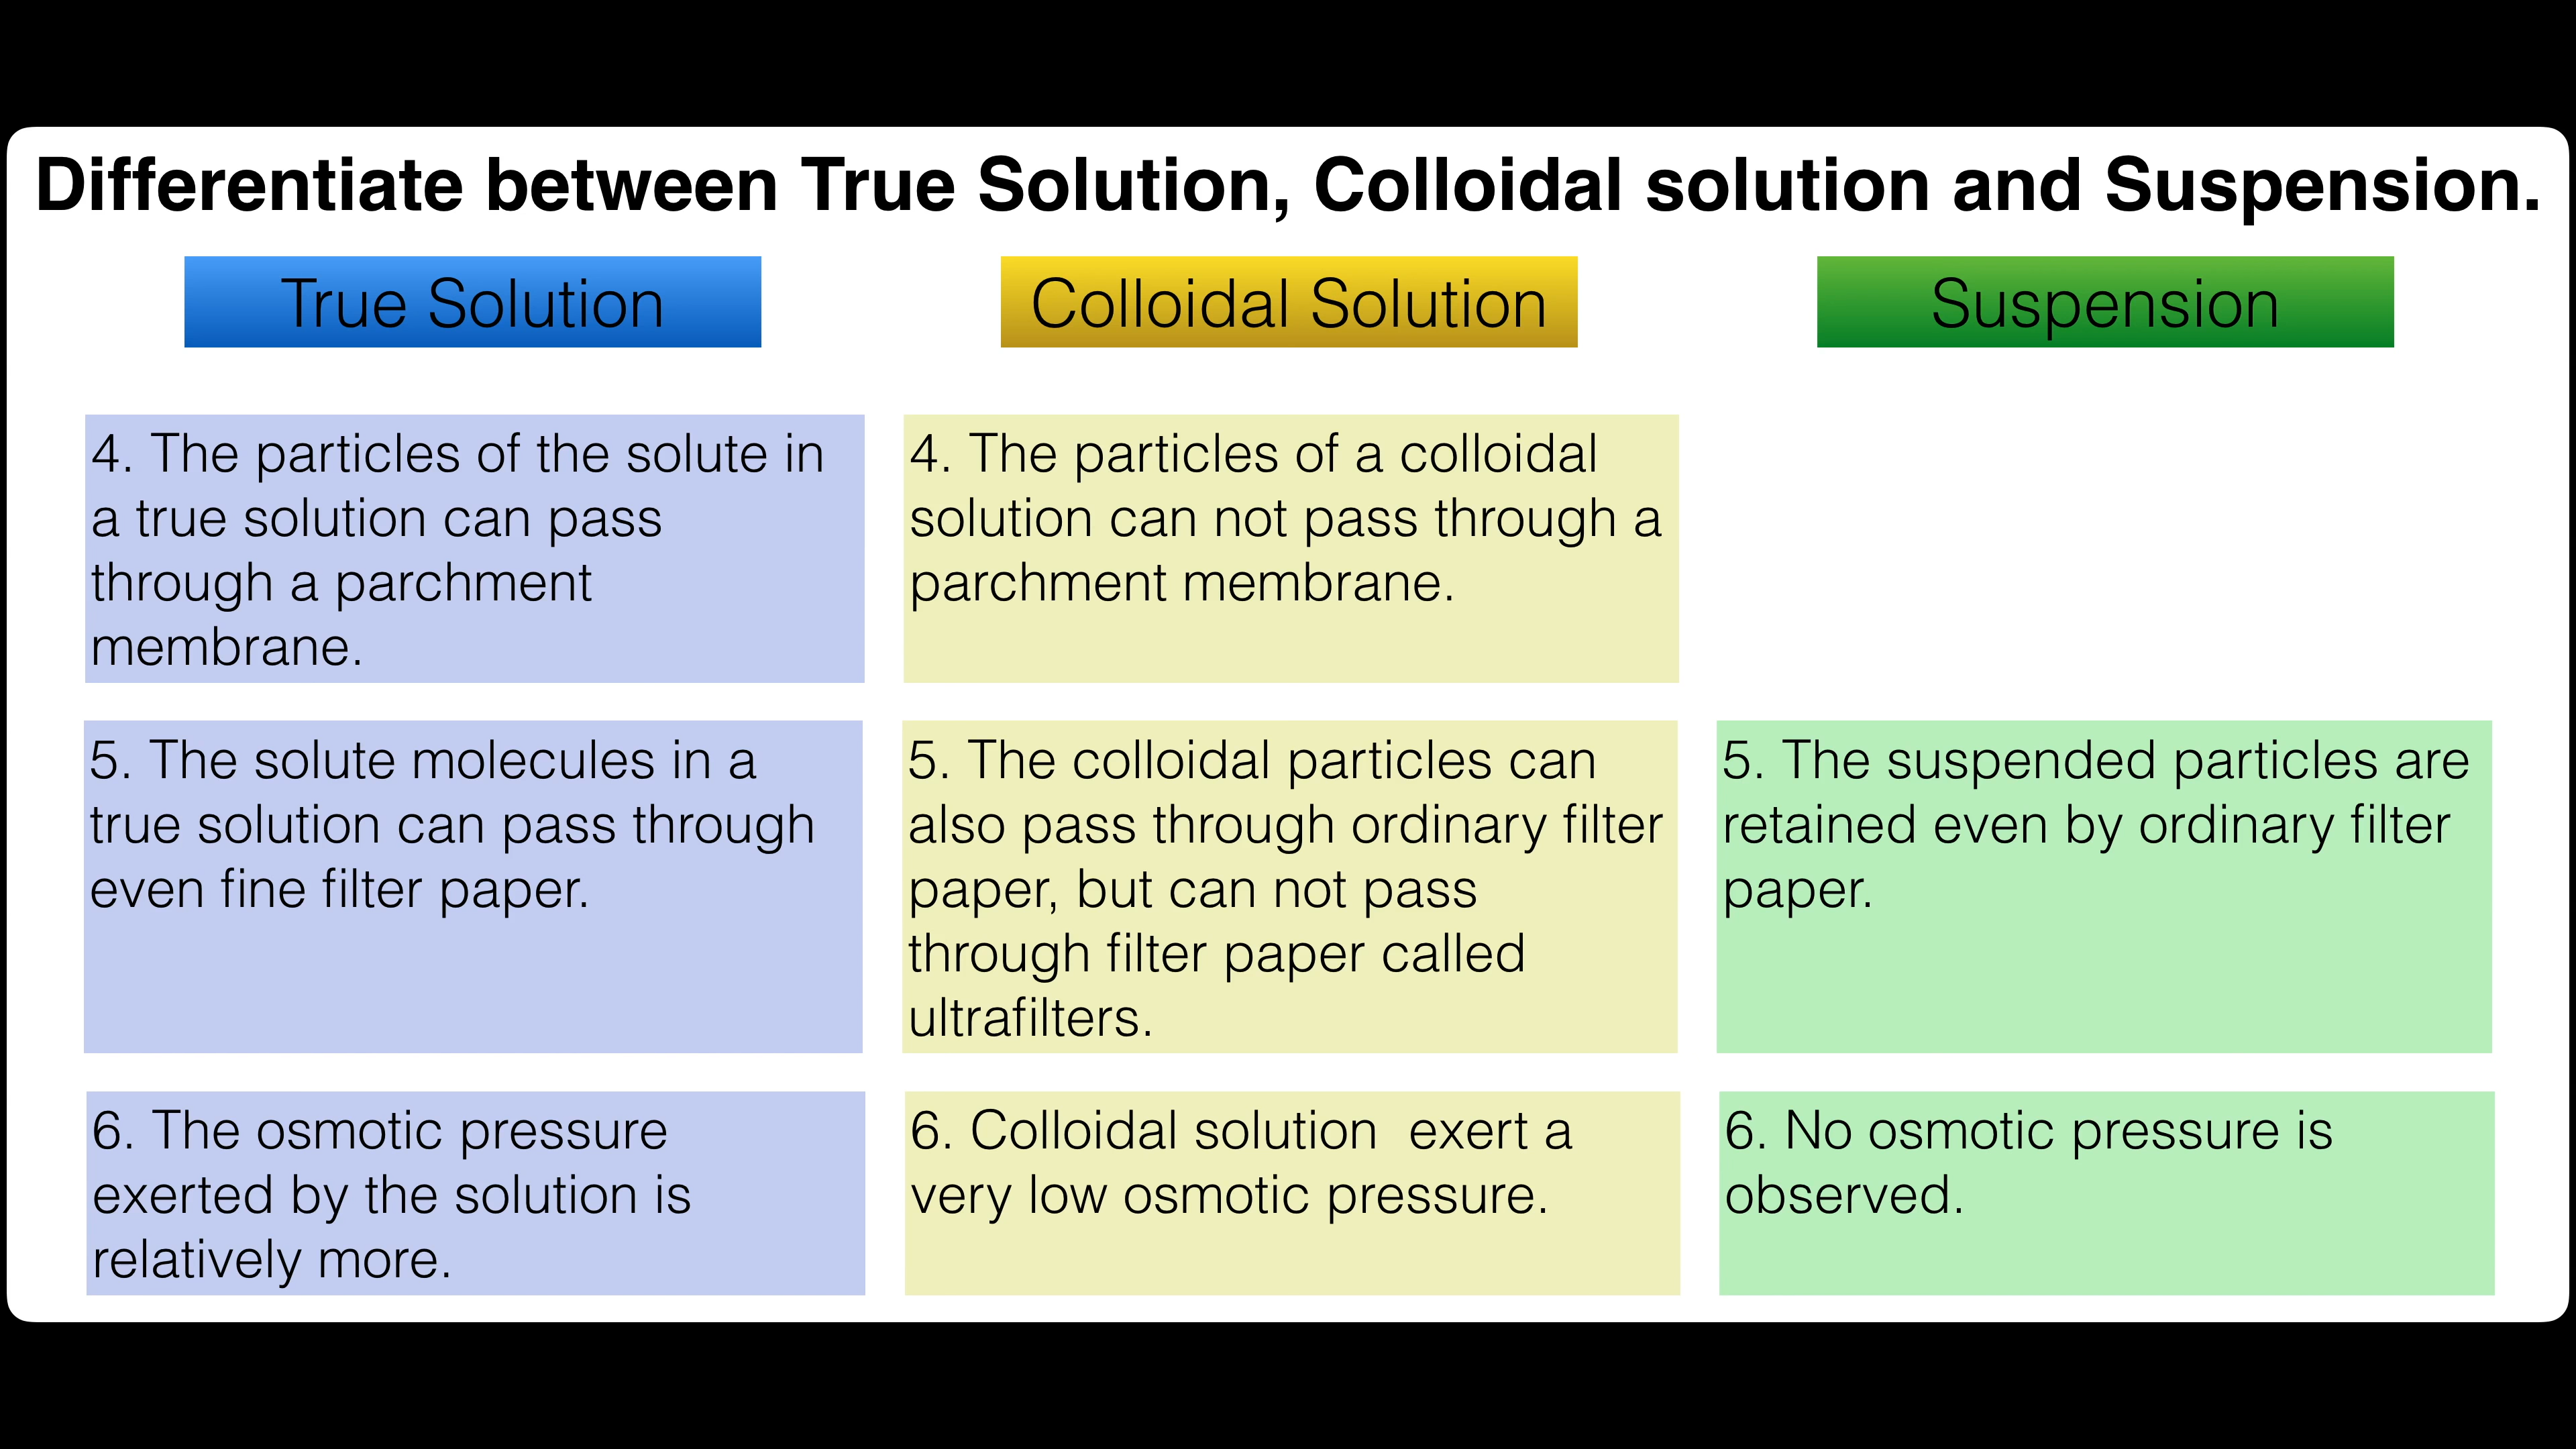 Differentiate between True Solution, Colloidal solution and Suspension.
True Solution
Colloidal Solution
Suspension
4. The particles of the solute in
a true solution can pass
through a parchment
membrane.
4. The particles of a colloidal
solution can not pass through a
parchment membrane.
5. The solute molecules in a
true solution can pass through
even fine filter paper.
5. The colloidal particles can
also pass through ordinary filter
paper, but can not pass
through filter paper called
ultrafilters.
5. The suspended particles are
retained even by ordinary filter
paper.
6. The osmotic pressure
exerted by the solution is
relatively more.
6. Colloidal solution  exert a
very low osmotic pressure.
6. No osmotic pressure is
observed.